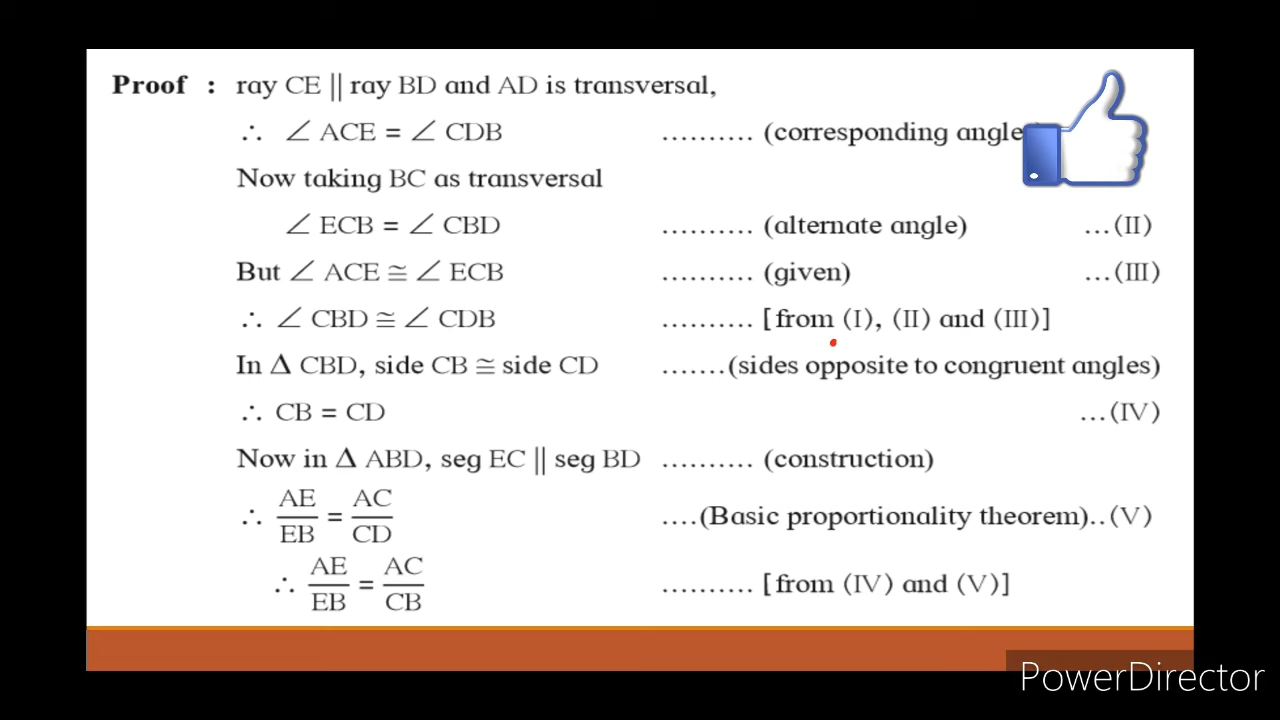 Proof : ray CE || ray BD and AD is transversal,
∴ ∠ ACE = ∠ CDB .......... (corresponding angle
Now taking BC as transversal
∠ ECB = ∠ CBD .......... (alternate angle) ...(II)
But ∠ ACE ≅ ∠ ECB .......... (given) ...(III)
∴ ∠ CBD ≅ ∠ CDB .......... [from (I), (II) and (III)]
In Δ CBD, side CB ≅ side CD .......(sides opposite to congruent angles)
∴ CB = CD ...(IV)
Now in Δ ABD, seg EC || seg BD .......... (construction)
∴ AE/EB = AC/CD ....(Basic proportionality theorem)..(V)
∴ AE/EB = AC/CB .......... [from (IV) and (V)]
PowerDirector